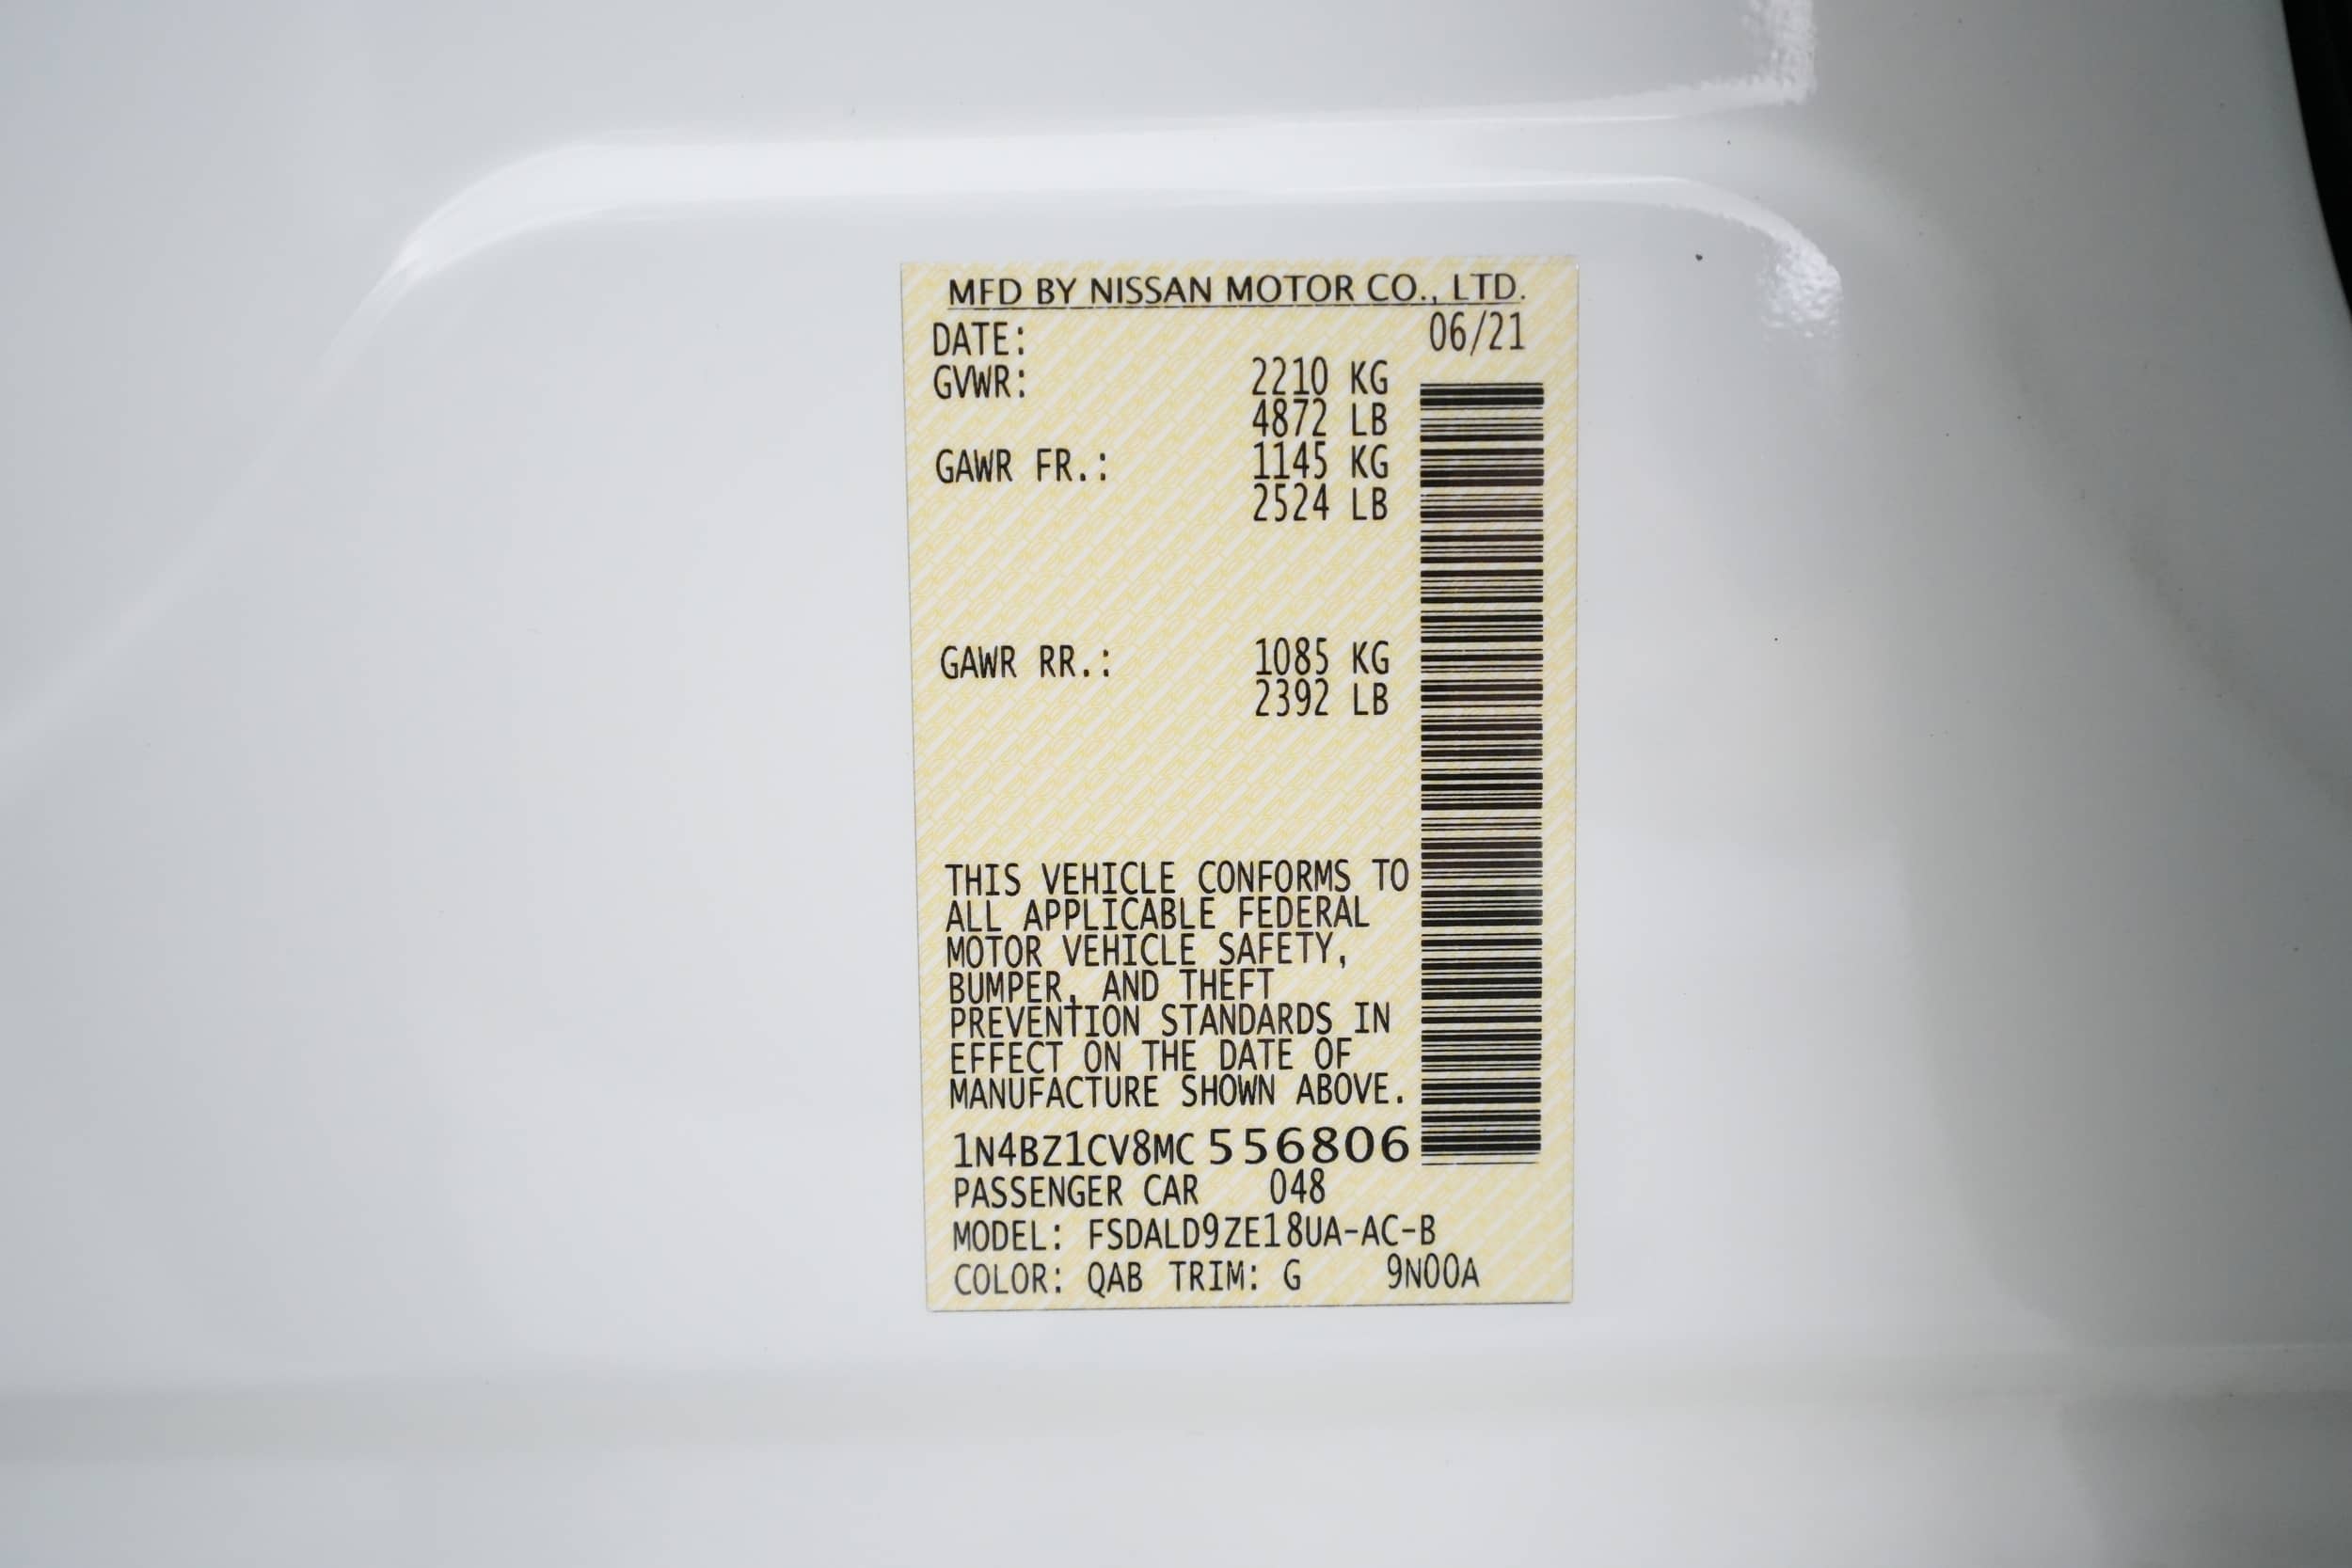 MFD BY NISSAN MOTOR CO., LTD.
DATE: 06/21
GVWR: 2210 KG
4872 LB
GAWR FR.: 1145 KG
2524 LB
GAWR RR.: 1085 KG
2392 LB
THIS VEHICLE CONFORMS TO
ALL APPLICABLE FEDERAL
MOTOR VEHICLE SAFETY,
BUMPER, AND THEFT
PREVENTION STANDARDS IN
EFFECT ON THE DATE OF
MANUFACTURE SHOWN ABOVE.
1N4BZ1CV8MC556806
PASSENGER CAR 048
MODEL: FSDALD9ZE18UA-AC-B
COLOR: QAB TRIM: G 9N00A